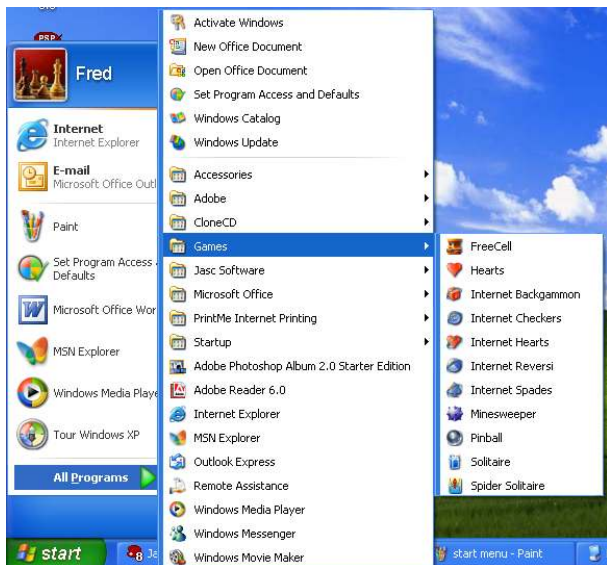 PSP
Fred
Internet
Internet Explorer
E-mail
Microsoft Office Outl
Paint
Set Program Access
Defaults
Microsoft Office Wor
MSN Explorer
Windows Media Playe
Tour Windows XP
All Programs
start
8 Ja
Activate Windows
New Office Document
Open Office Document
Set Program Access and Defaults
Windows Catalog
Windows Update
Accessories
Adobe
CloneCD
Games
Jasc Software
Microsoft Office
PrintMe Internet Printing
Startup
Adobe Photoshop Album 2.0 Starter Edition
Adobe Reader 6.0
Internet Explorer
MSN Explorer
Outlook Express
Remote Assistance
Windows Media Player
Windows Messenger
Windows Movie Maker
FreeCell
Hearts
Internet Backgammon
Internet Checkers
Internet Hearts
Internet Reversi
Internet Spades
Minesweeper
Pinball
Solitaire
Spider Solitaire
start menu - Paint